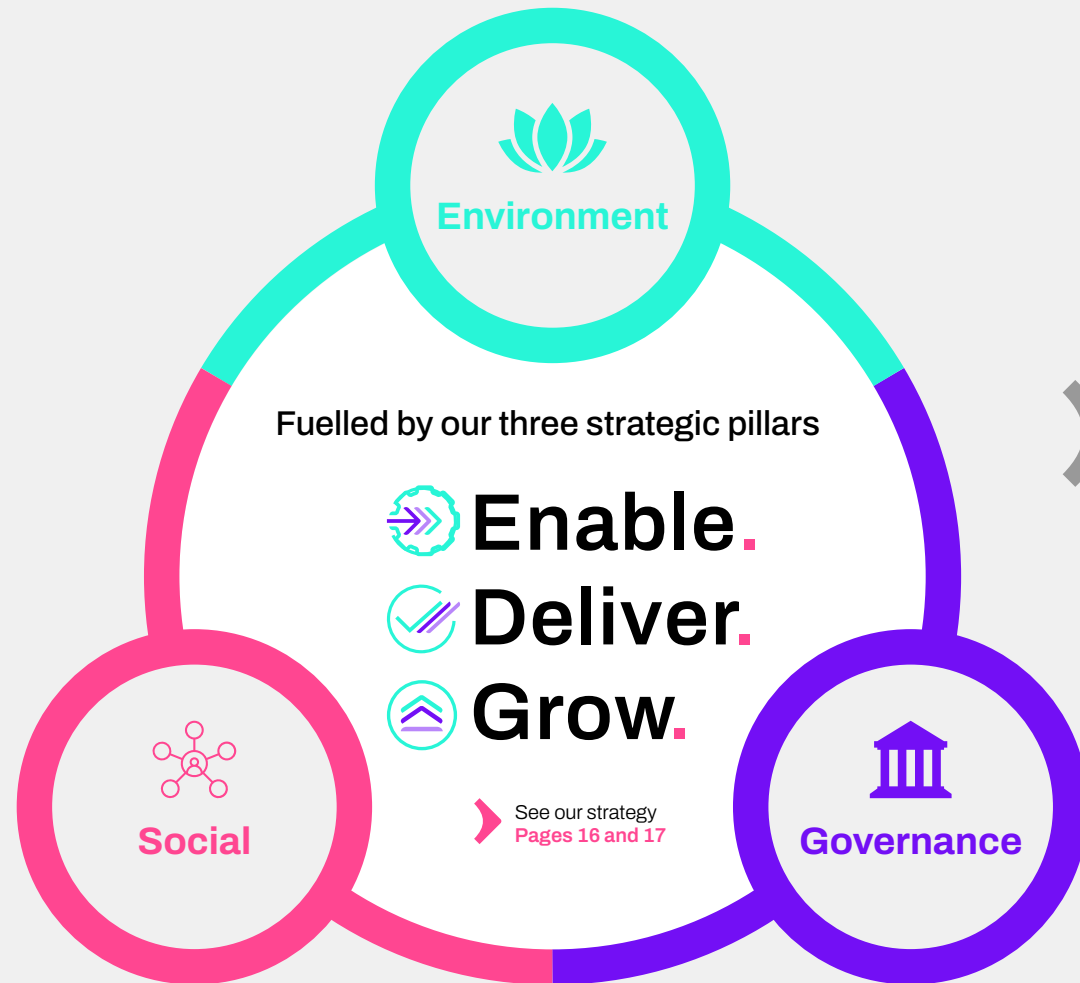 Environment
Fuelled by our three strategic pillars
Enable.
Deliver.
Grow.
See our strategy
Pages 16 and 17
Social
Governance